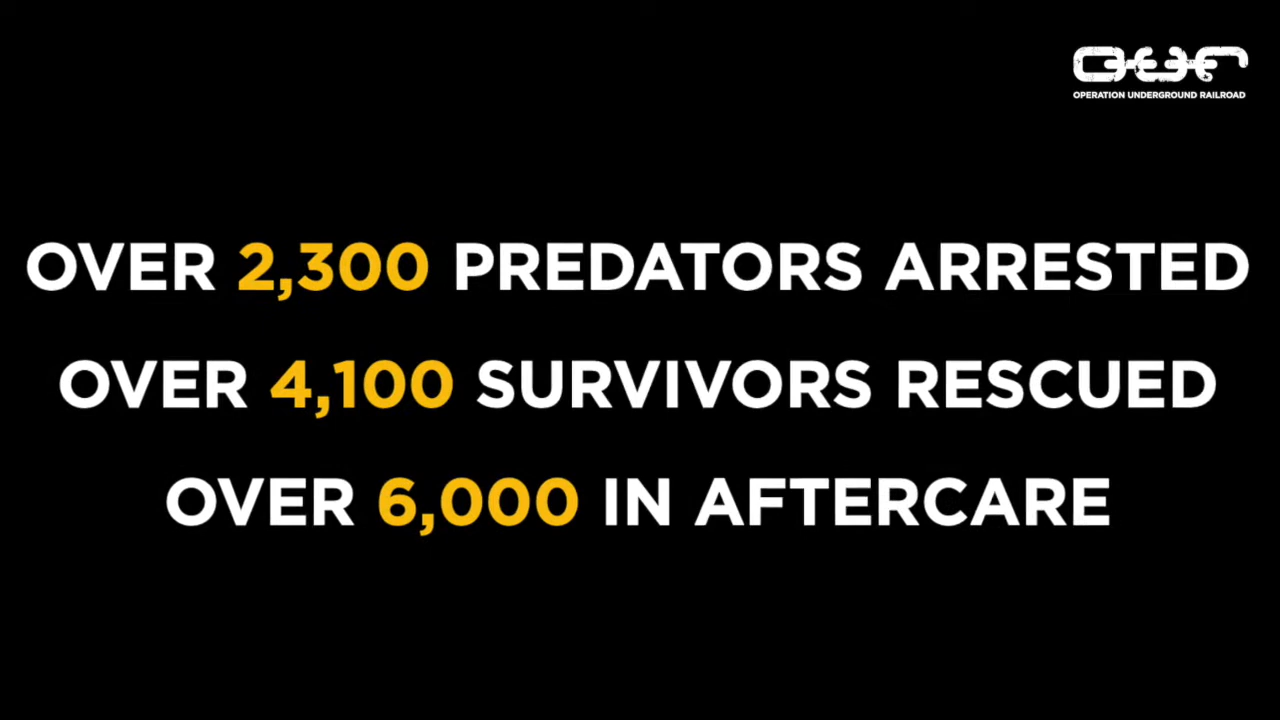 OUR
OPERATION UNDERGROUND RAILROAD
OVER 2,300 PREDATORS ARRESTED
OVER 4,100 SURVIVORS RESCUED
OVER 6,000 IN AFTERCARE